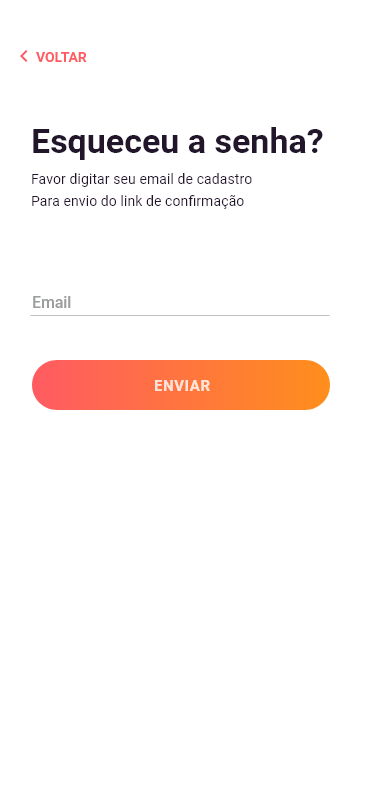 VOLTAR
Esqueceu a senha?
Favor digitar seu email de cadastro
Para envio do link de confirmação
Email
ENVIAR